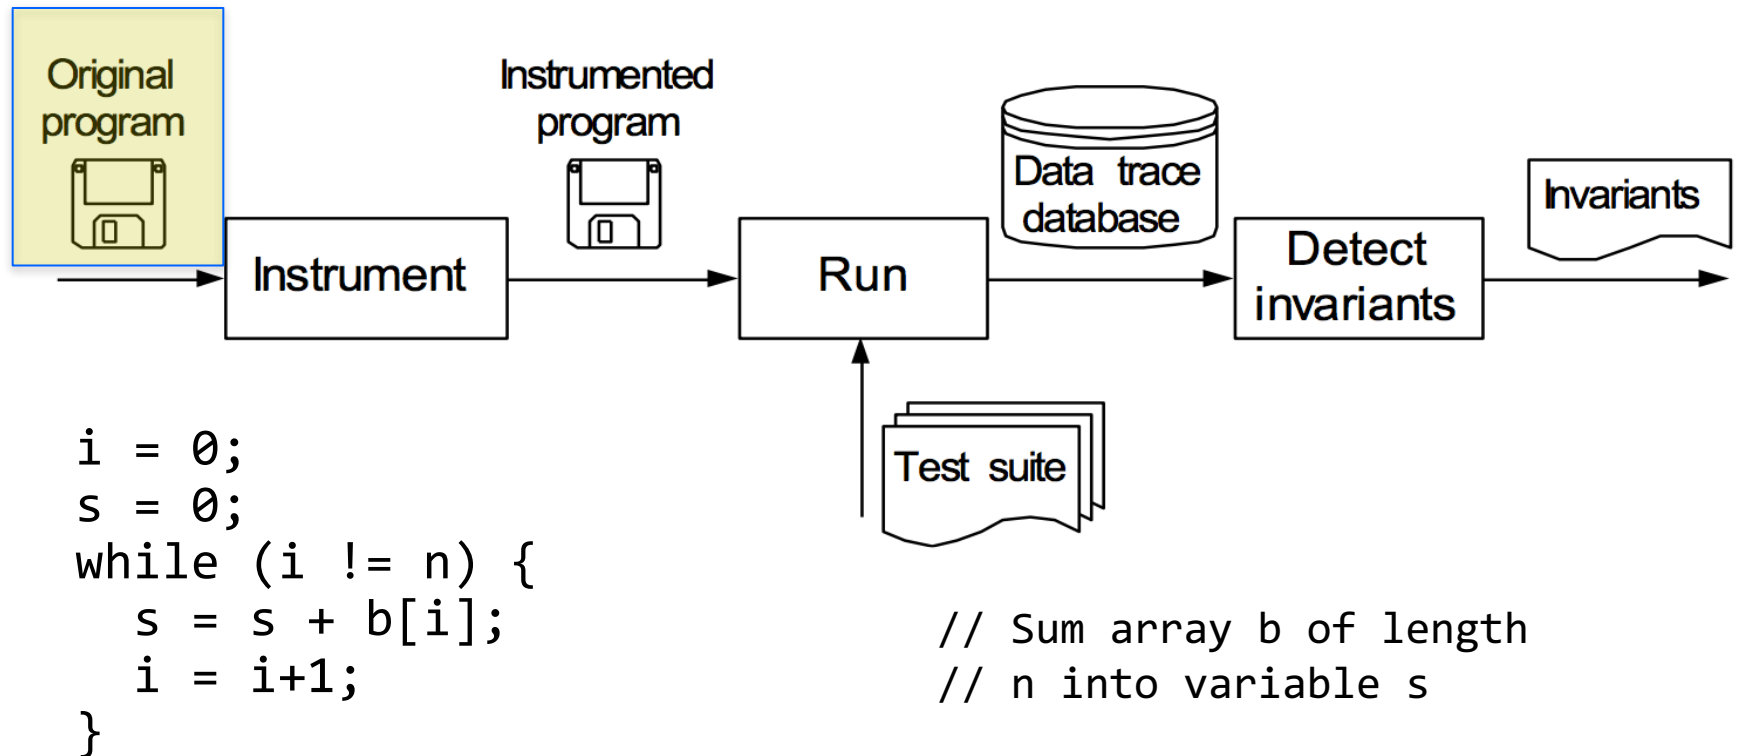 Original
program
Instrumented
program
Data trace
database
Invariants
Instrument
Run
Detect
invariants
Test suite
i = 0;
s = 0;
while (i != n) {
  s = s + b[i];
  i = i+1;
}
// Sum array b of length
// n into variable s